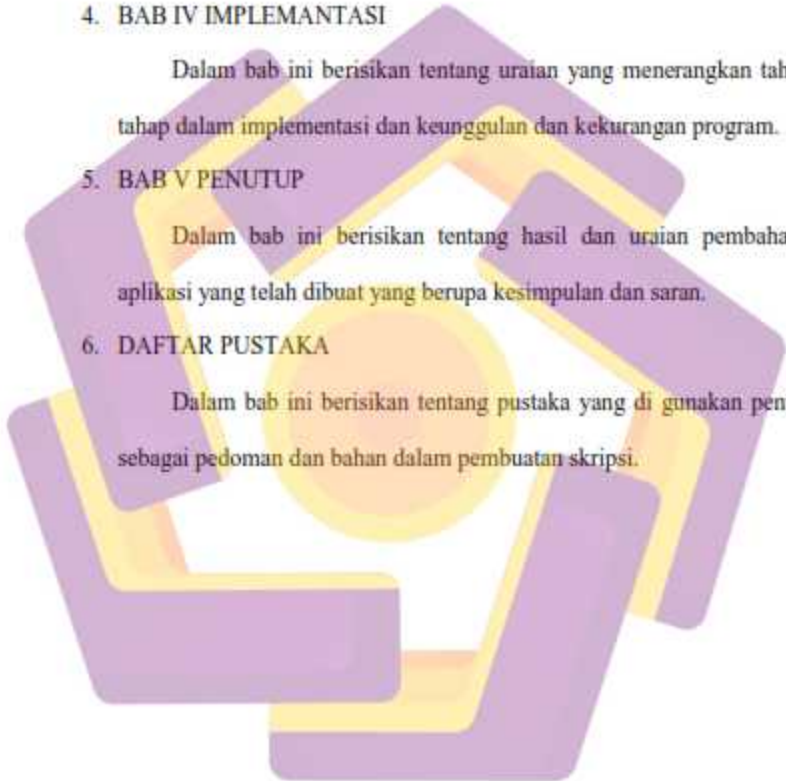 4. BAB IV IMPLEMANTASI
Dalam bab ini berisikan tentang uraian yang menerangkan tah
tahap dalam implementasi dan keunggulan dan kekurangan program.
5. BAB V PENUTUP
Dalam bab ini berisikan tentang hasil dan uraian pembaha
aplikasi yang telah dibuat yang berupa kesimpulan dan saran.
6. DAFTAR PUSTAKA
Dalam bab ini berisikan tentang pustaka yang di gunakan pen
sebagai pedoman dan bahan dalam pembuatan skripsi.